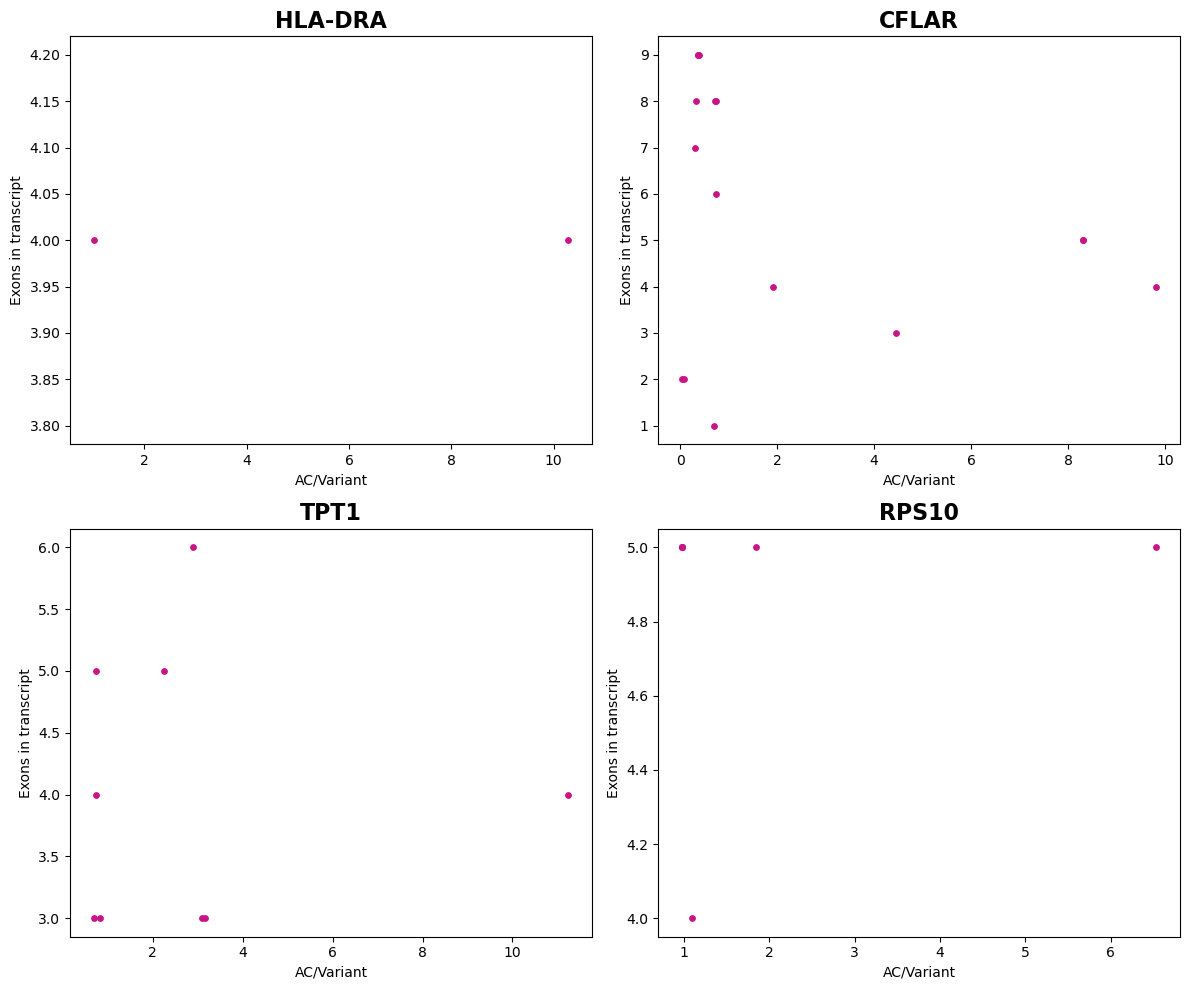 HLA-DRA
4.20
4.15
4.10
4.05
4.00
3.95
3.90
3.85
3.80
Exons in transcript
2 4 6 8 10
AC/Variant
CFLAR
9
8
7
6
5
4
3
2
1
Exons in transcript
0 2 4 6 8 10
AC/Variant
TPT1
6.0
5.5
5.0
4.5
4.0
3.5
3.0
Exons in transcript
2 4 6 8 10
AC/Variant
RPS10
5.0
4.8
4.6
4.4
4.2
4.0
Exons in transcript
1 2 3 4 5 6
AC/Variant